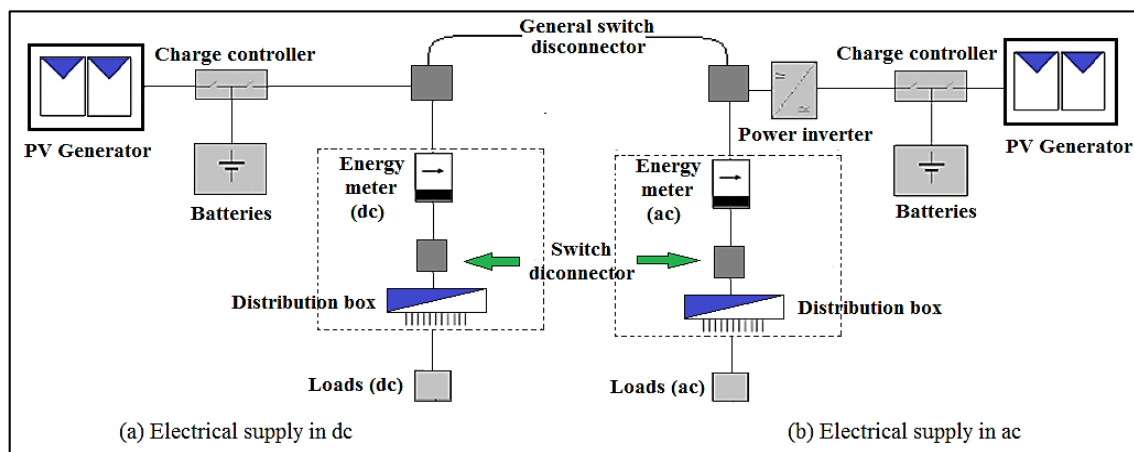 General switch
disconnector
Charge controller
Charge controller
PV Generator
Power inverter
PV Generator
Batteries
Energy
meter
(dc)
Energy
meter
(ac)
Batteries
Switch
diconnector
Distribution box
Distribution box
Loads (dc)
Loads (ac)
(a) Electrical supply in dc
(b) Electrical supply in ac